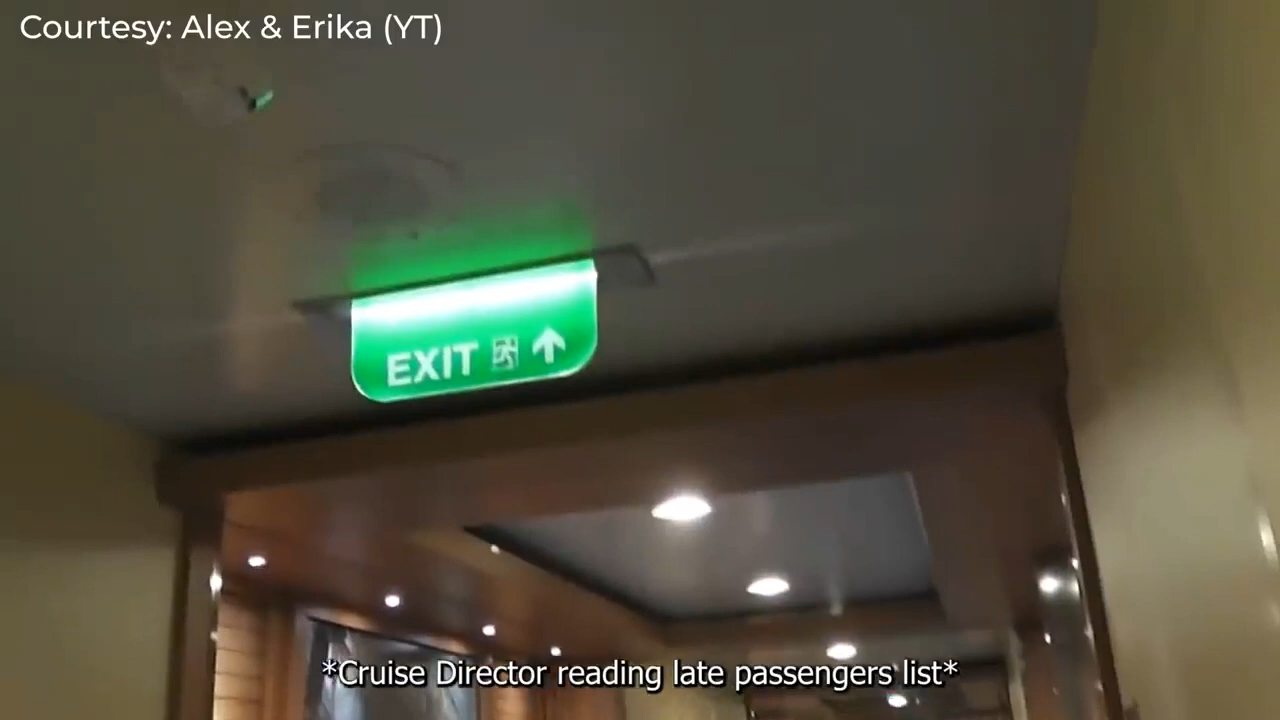 Courtesy: Alex & Erika (YT)
EXIT
*Cruise Director reading late passengers list*